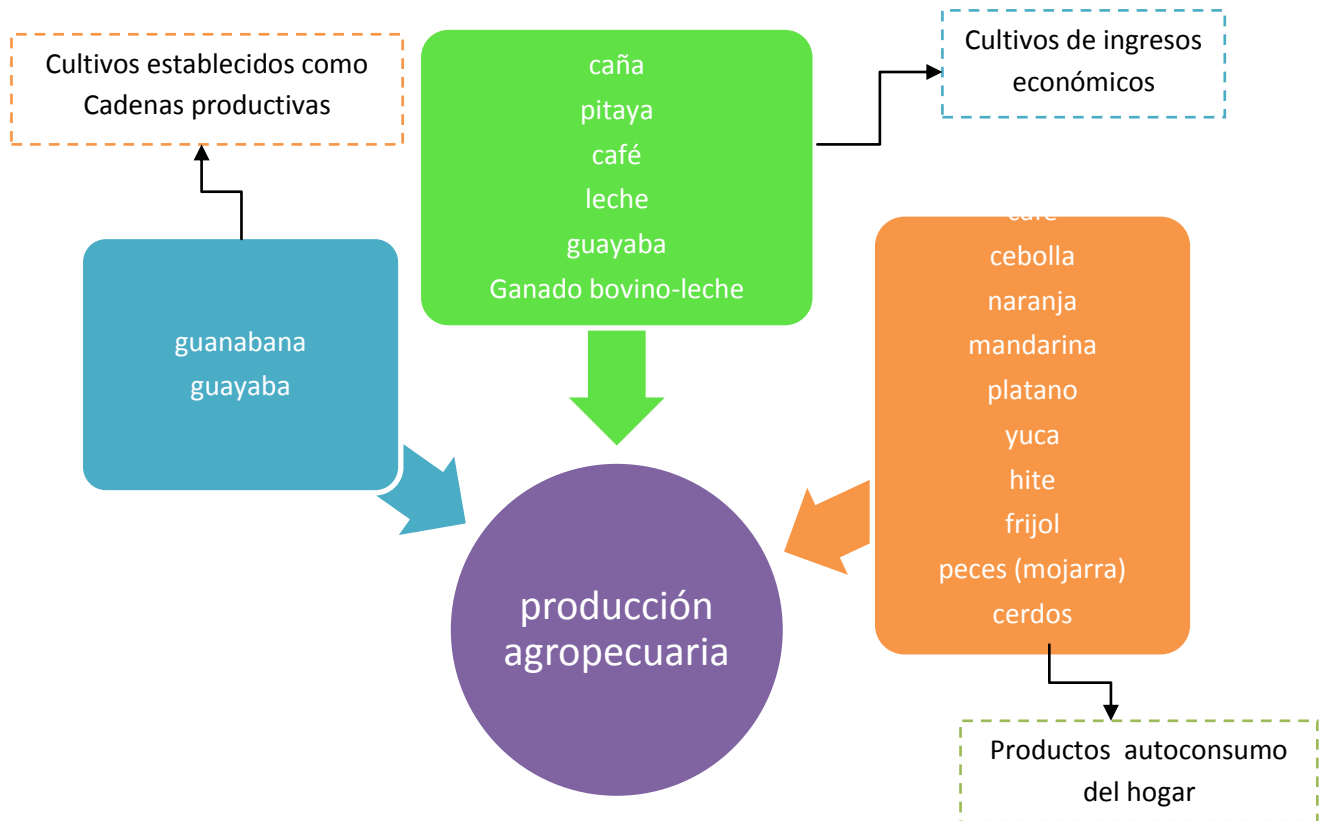 Cultivos establecidos como
Cadenas productivas
caña
pitaya
café
leche
guayaba
Ganado bovino-leche
Cultivos de ingresos
económicos
guanabana
guayaba
cebolla
naranja
mandarina
platano
yuca
hite
frijol
peces (mojarra)
cerdos
producción
agropecuaria
Productos autoconsumo
del hogar